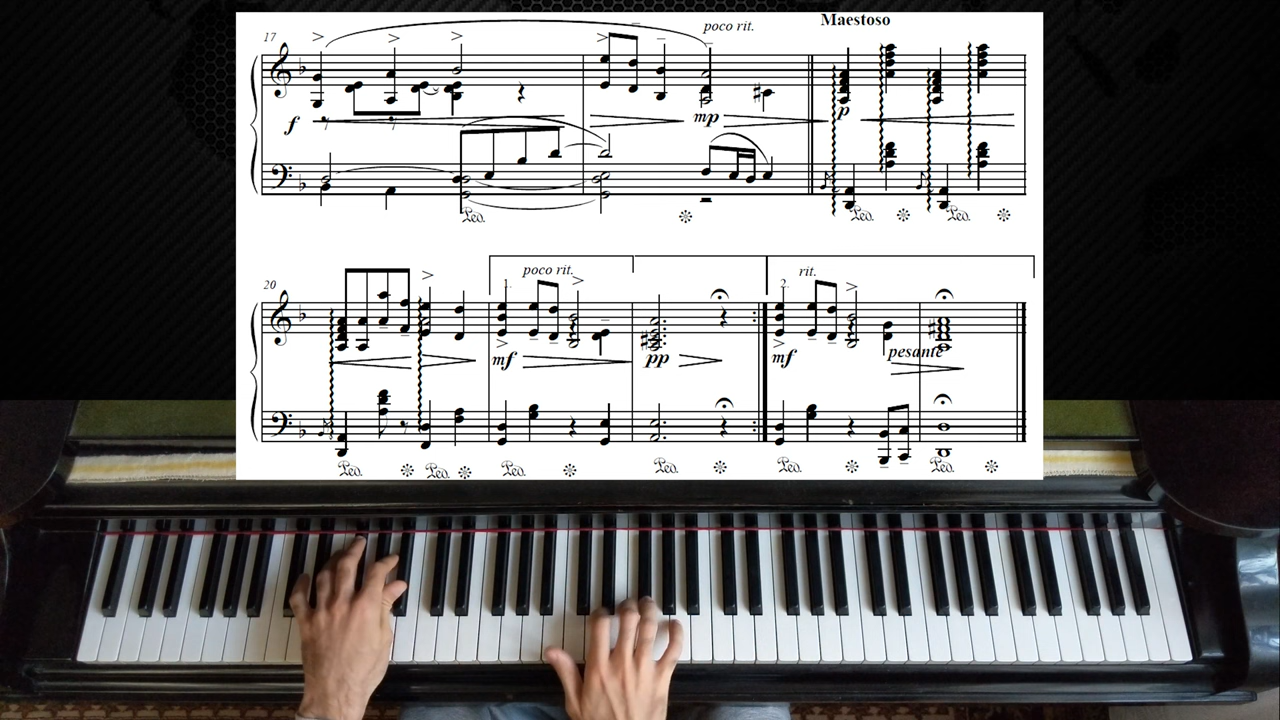 Maestoso
17 poco rit.
f mp p
Ped. Ped. Ped.
20 1. poco rit. 2. rit.
mf pp mf pesante
Ped. Ped. Ped. Ped. Ped. Ped.